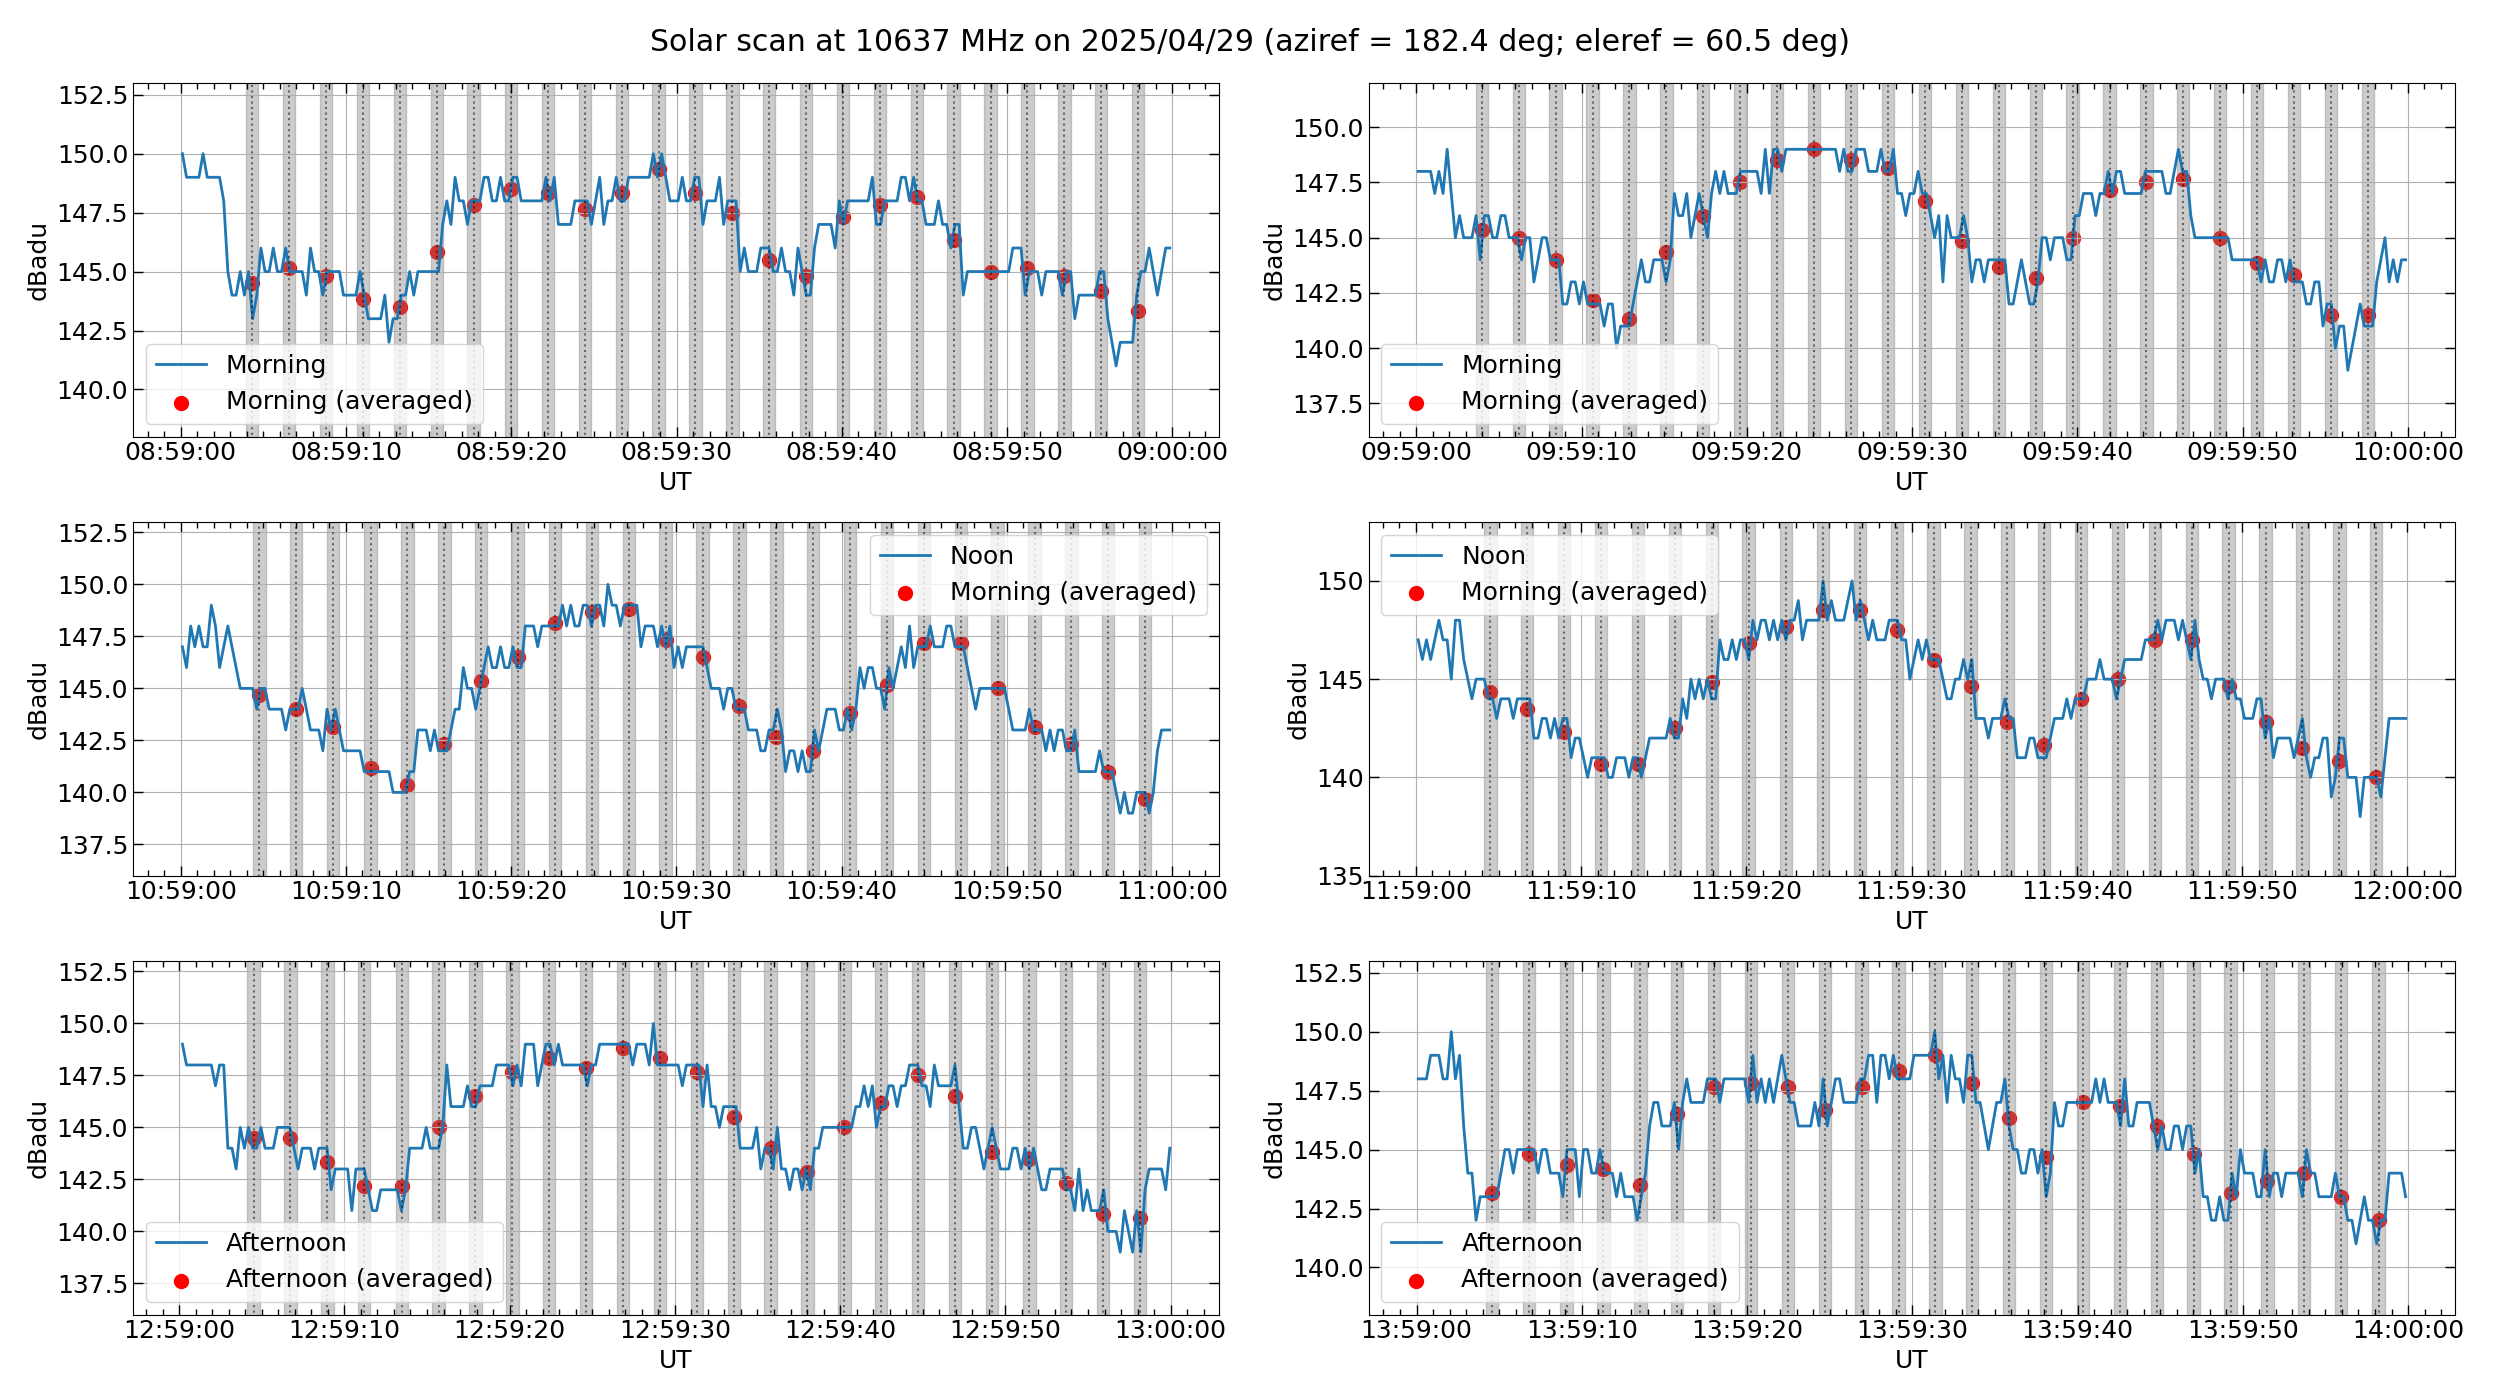 Solar scan at 10637 MHz on 2025/04/29 (aziref = 182.4 deg; eleref = 60.5 deg)
152.5
150.0
147.5
145.0
142.5
140.0
dBadu
Morning
Morning (averaged)
08:59:00 08:59:10 08:59:20 08:59:30 08:59:40 08:59:50 09:00:00
UT
150.0
147.5
145.0
142.5
140.0
137.5
dBadu
Morning
Morning (averaged)
09:59:00 09:59:10 09:59:20 09:59:30 09:59:40 09:59:50 10:00:00
UT
152.5
150.0
147.5
145.0
142.5
140.0
137.5
dBadu
Noon
Morning (averaged)
10:59:00 10:59:10 10:59:20 10:59:30 10:59:40 10:59:50 11:00:00
UT
150
145
140
135
dBadu
Noon
Morning (averaged)
11:59:00 11:59:10 11:59:20 11:59:30 11:59:40 11:59:50 12:00:00
UT
152.5
150.0
147.5
145.0
142.5
140.0
137.5
dBadu
Afternoon
Afternoon (averaged)
12:59:00 12:59:10 12:59:20 12:59:30 12:59:40 12:59:50 13:00:00
UT
152.5
150.0
147.5
145.0
142.5
140.0
dBadu
Afternoon
Afternoon (averaged)
13:59:00 13:59:10 13:59:20 13:59:30 13:59:40 13:59:50 14:00:00
UT